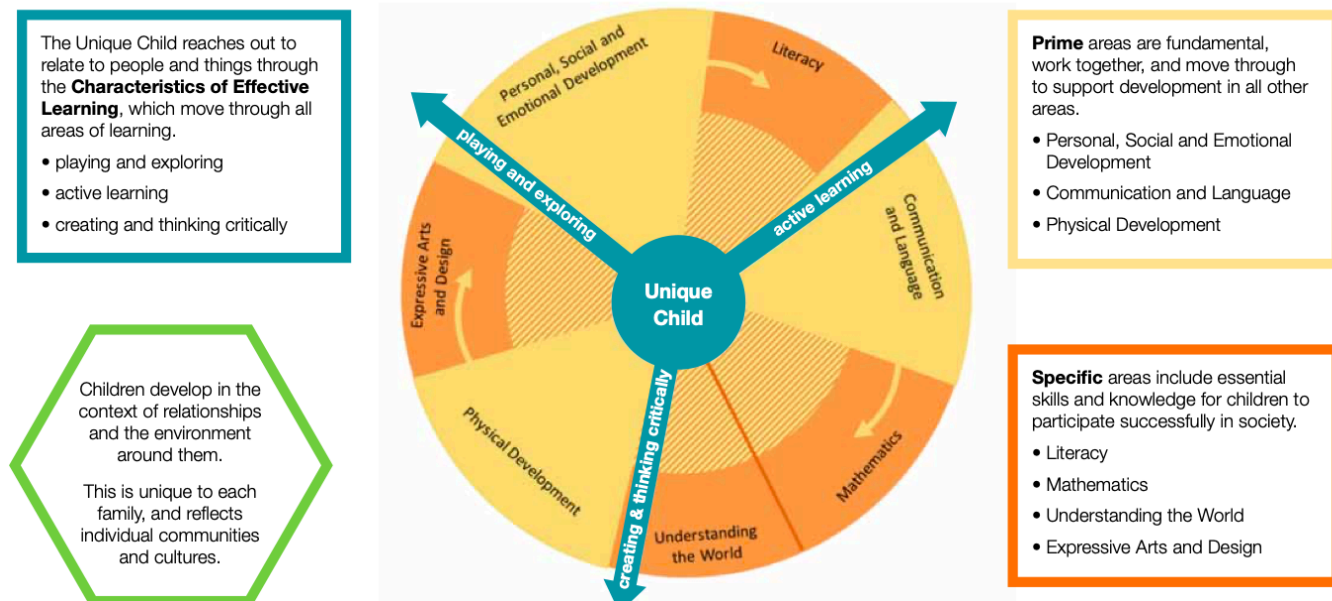 The Unique Child reaches out to
relate to people and things through
the Characteristics of Effective
Learning, which move through all
areas of learning.
• playing and exploring
• active learning
• creating and thinking critically
Children develop in the
context of relationships
and the environment
around them.
This is unique to each
family, and reflects
individual communities
and cultures.
Personal, Social and
Emotional Development
Literacy
playing and exploring
active learning
Communication
and Language
Expressive Arts
and Design
Unique
Child
Physical Development
creating & thinking critically
Mathematics
Understanding
the World
Prime areas are fundamental,
work together, and move through
to support development in all other
areas.
• Personal, Social and Emotional
Development
• Communication and Language
• Physical Development
Specific areas include essential
skills and knowledge for children to
participate successfully in society.
• Literacy
• Mathematics
• Understanding the World
• Expressive Arts and Design